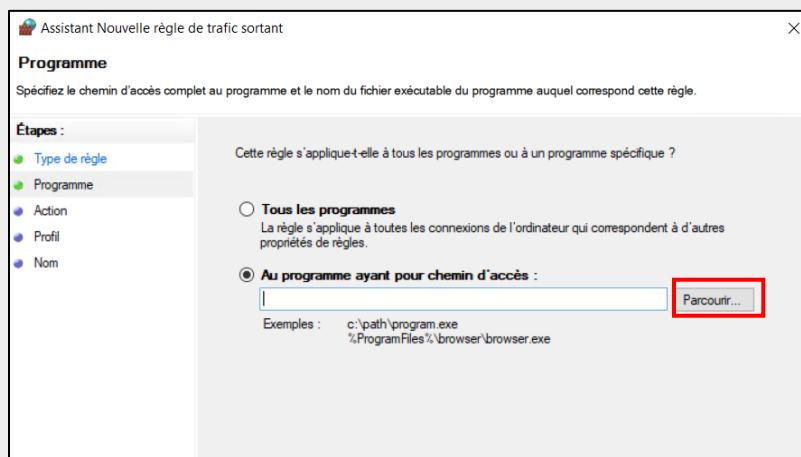 Assistant Nouvelle règle de trafic sortant
Programme
Spécifiez le chemin d'accès complet au programme et le nom du fichier exécutable du programme auquel correspond cette règle.
Étapes :
Type de règle
Programme
Action
Profil
Nom
Cette règle s'applique-t-elle à tous les programmes ou à un programme spécifique ?
Tous les programmes
La règle s'applique à toutes les connexions de l'ordinateur qui correspondent à d'autres
propriétés de règles.
Au programme ayant pour chemin d'accès :
Parcourir...
Exemples : c:\path\program.exe
%ProgramFiles%\browser\browser.exe